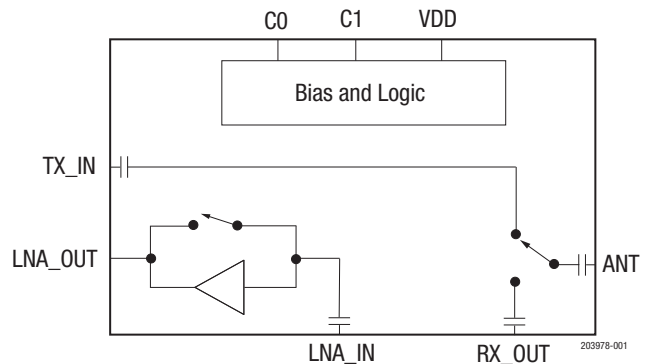 C0 C1 VDD
Bias and Logic
TX_IN
LNA_OUT
ANT
LNA_IN
RX_OUT
203978-001